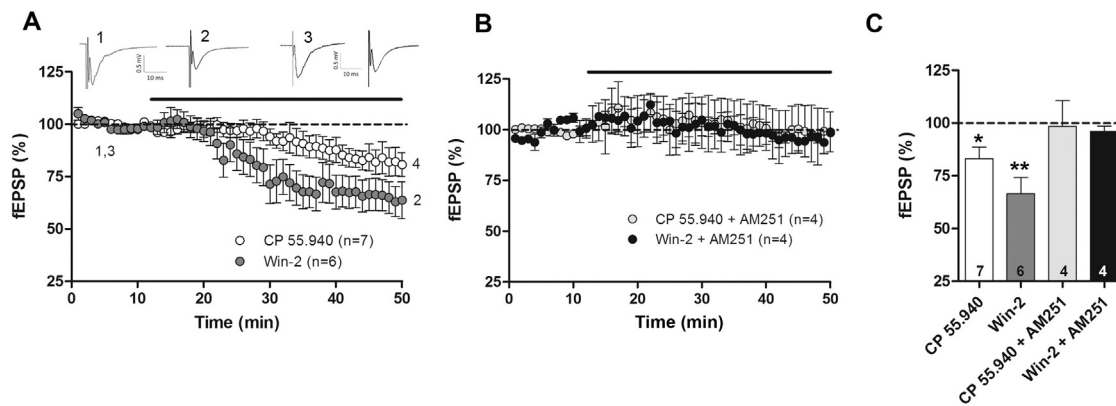 A
1
2
3
0.5 mV
10 ms
0.5 mV
10 ms
125
100
75
50
25
fEPSP (%)
1,3
4
2
CP 55.940 (n=7)
Win-2 (n=6)
0 10 20 30 40 50
Time (min)
B
125
100
75
50
25
fEPSP (%)
CP 55.940 + AM251 (n=4)
Win-2 + AM251 (n=4)
0 10 20 30 40 50
Time (min)
C
125
100
75
50
25
fEPSP (%)
*
**
7 6 4 4
CP 55.940
Win-2
CP 55.940 + AM251
Win-2 + AM251